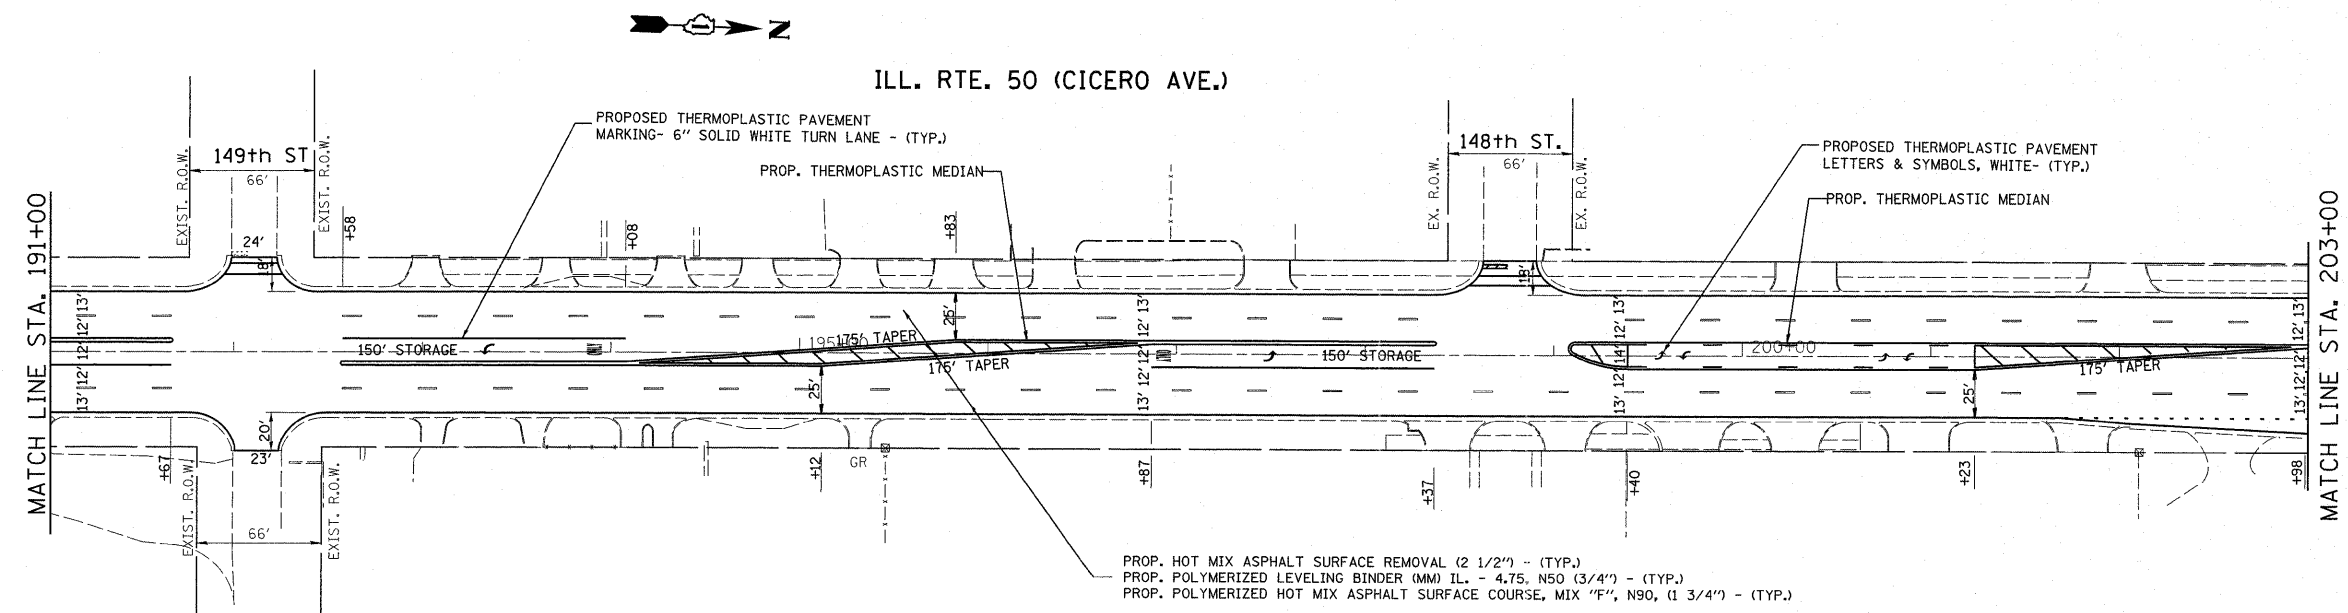 N
ILL. RTE. 50 (CICERO AVE.)
PROPOSED THERMOPLASTIC PAVEMENT
MARKING- 6" SOLID WHITE TURN LANE - (TYP.)
PROP. THERMOPLASTIC MEDIAN
149th ST
66'
EXIST. R.O.W.
EXIST. R.O.W.
148th ST.
66'
EX. R.O.W.
EX. R.O.W.
PROPOSED THERMOPLASTIC PAVEMENT
LETTERS & SYMBOLS, WHITE- (TYP.)
PROP. THERMOPLASTIC MEDIAN
MATCH LINE STA. 191+00
MATCH LINE STA. 203+00
+58
+08
+83
24'
18'
13'
12'
12'
12'
13'
150' STORAGE
175' TAPER
25'
175' TAPER
25'
13'
12'
12'
12'
13'
150' STORAGE
18'
13'
12'
14'
12'
13'
200+00
175' TAPER
25'
13'
12'
12'
13'
20'
23'
+67
+12
GR
+87
+37
+40
+23
+98
EXIST. R.O.W.
66'
EXIST. R.O.W.
PROP. HOT MIX ASPHALT SURFACE REMOVAL (2 1/2") - (TYP.)
PROP. POLYMERIZED LEVELING BINDER (MM) IL. - 4.75, N50 (3/4") - (TYP.)
PROP. POLYMERIZED HOT MIX ASPHALT SURFACE COURSE, MIX "F", N90, (1 3/4") - (TYP.)